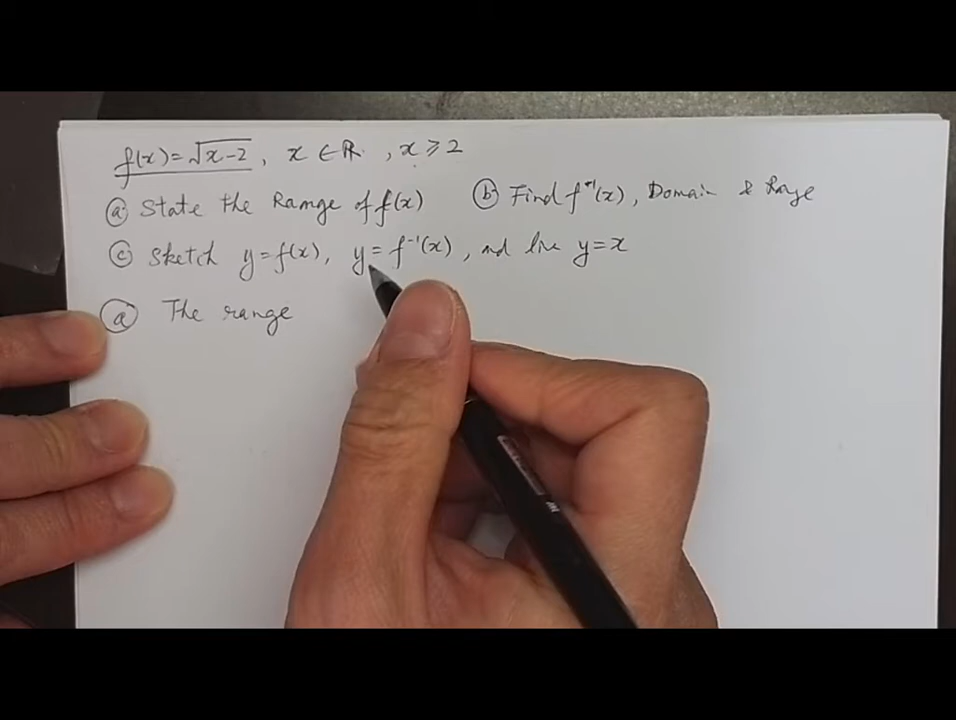 f(x) = √x-2, x ∈ ℝ, x ⩾ 2
(a) State the Range of f(x) (b) Find f⁻¹(x), Domain & Range
(c) Sketch y = f(x), y = f⁻¹(x), and line y = x
(a) The range